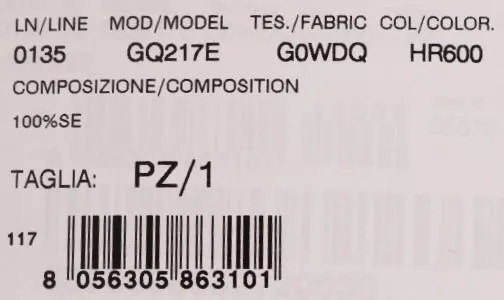 LN/LINE MOD/MODEL TES./FABRIC COL/COLOR.
0135 GQ217E G0WDQ HR600
COMPOSIZIONE/COMPOSITION
100%SE
TAGLIA: PZ/1
117
8 056305 863101